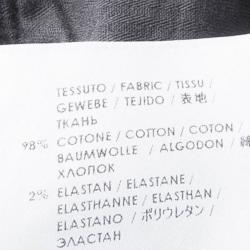 TESSUTO / FABRIC / TISSU /
GEWEBE / TEJIDO / 表地 /
ТКАНЬ
98% COTONE / COTTON / COTON /
BAUMWOLLE / ALGODON / 綿
ХЛОПОК
2% ELASTAN / ELASTANE /
ELASTHANNE / ELASTHAN /
ELASTANO / ポリウレタン /
ЭЛАСТАН